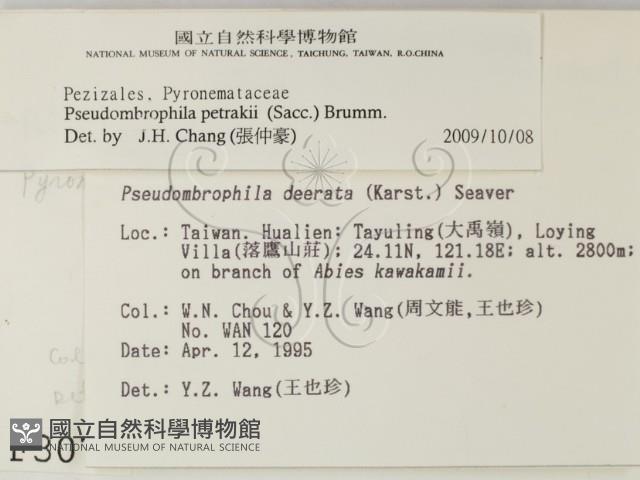 國立自然科學博物館
NATIONAL MUSEUM OF NATURAL SCIENCE, TAICHUNG, TAIWAN, R.O.CHINA
Pezizales, Pyronemataceae
Pseudombrophila petrakii (Sacc.) Brumm.
Det. by J.H. Chang(張仲豪) 2009/10/08
Pseudombrophila deerata (Karst.) Seaver
Loc.: Taiwan. Hualien: Tayuling(大禹嶺), Loying
Villa(落鷹山莊); 24.11N, 121.18E; alt. 2800m;
on branch of Abies kawakamii.
Col.: W.N. Chou & Y.Z. Wang(周文能,王也珍)
No. WAN 120
Date: Apr. 12, 1995
Det.: Y.Z. Wang(王也珍)
國立自然科學博物館
NATIONAL MUSEUM OF NATURAL SCIENCE